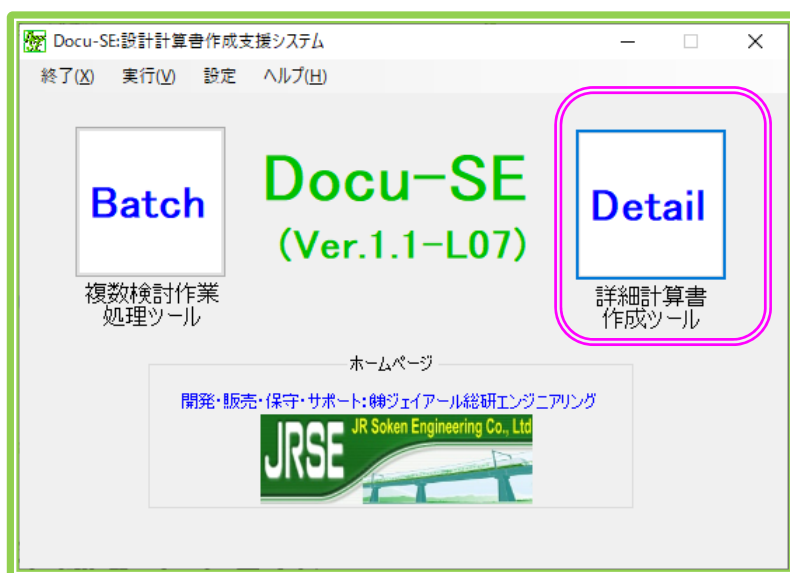 Docu-SE:設計計算書作成支援システム
終了(X) 実行(V) 設定 ヘルプ(H)
Batch
複数検討作業
処理ツール
Docu-SE
(Ver.1.1-L07)
Detail
詳細計算書
作成ツール
ホームページ
開発・販売・保守・サポート:㈱ジェイアール総研エンジニアリング
JRSE
JR Soken Engineering Co., Ltd